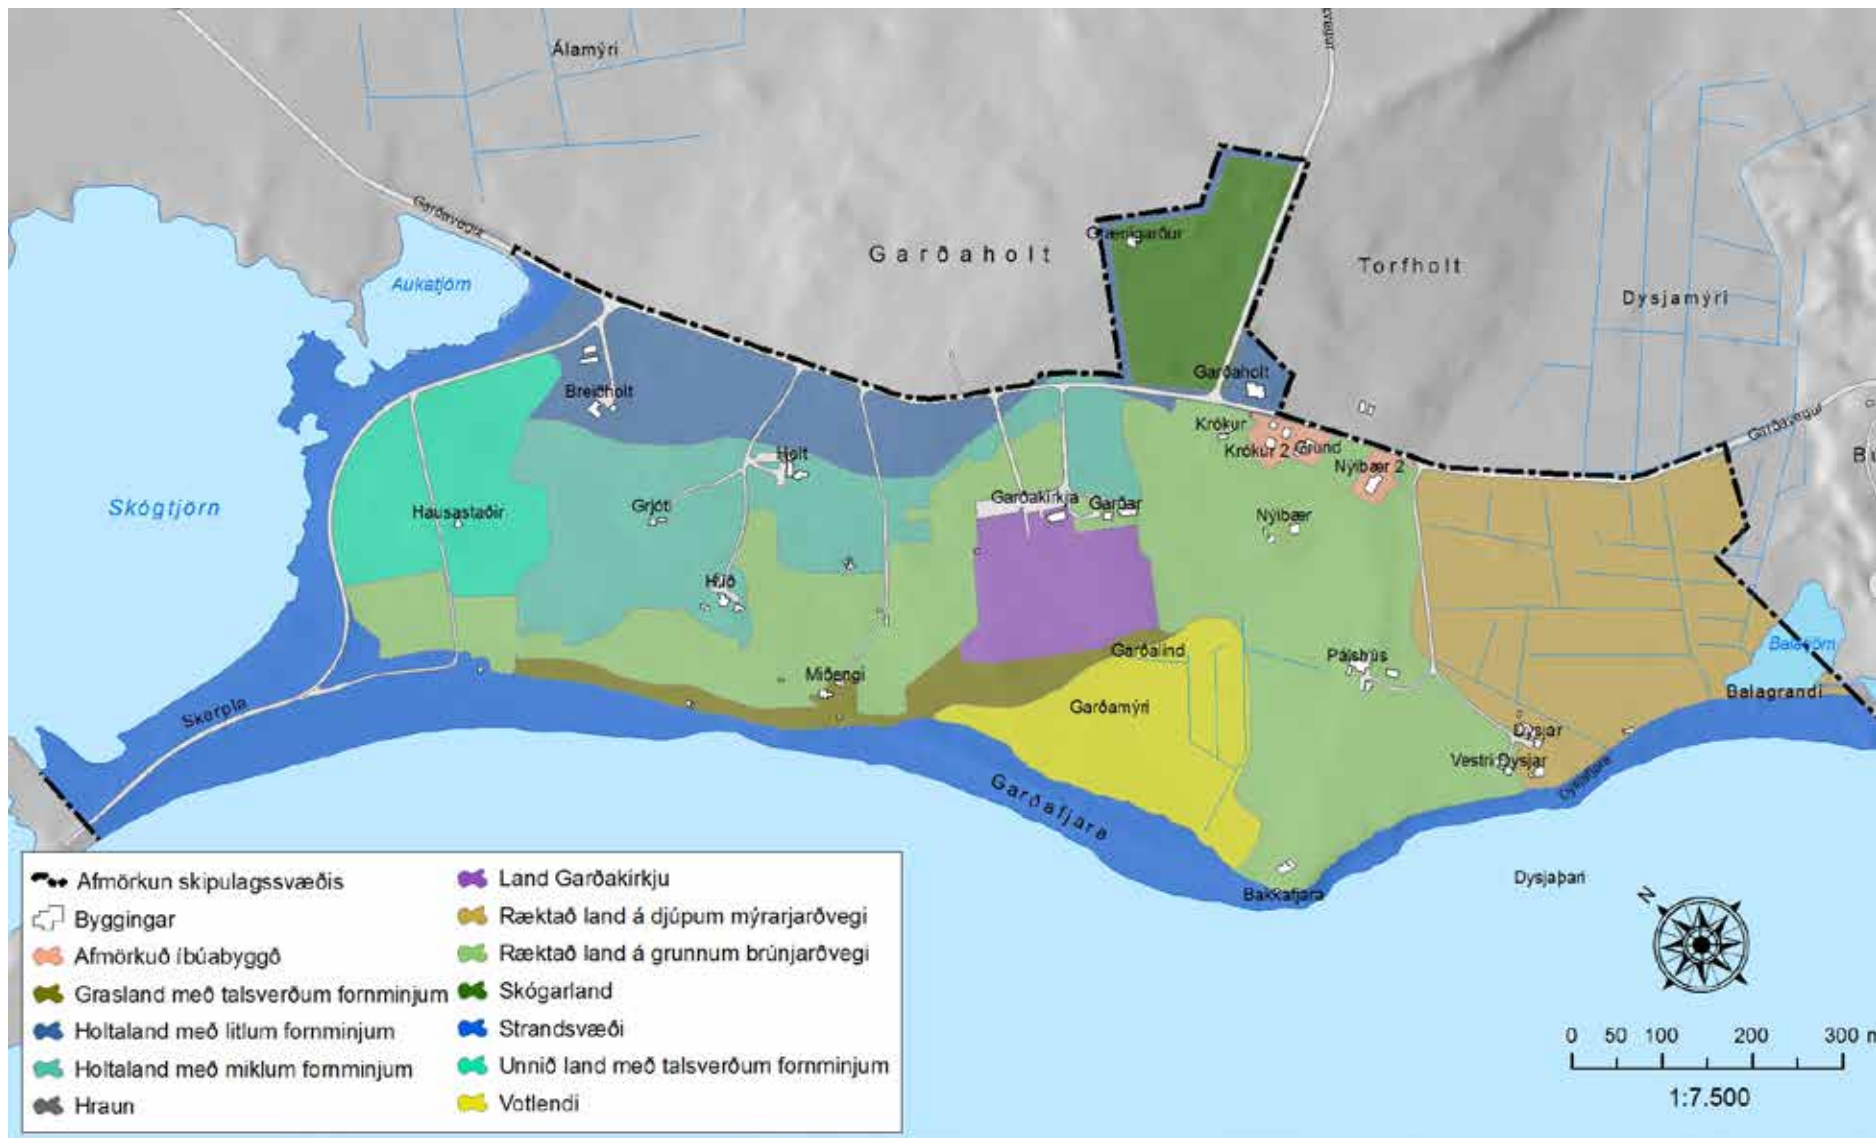 Álamýri
Garðavegur
Aukatjörn
Garðaholt
Grænigarður
Torfholt
Dysjamýri
Skógtjörn
Breiðholt
Garðaholt
Krókur
Krókur 2
Grund
Nýibær 2
Garðavegur
Holt
Grjóti
Hausastaðir
Garðakirkja
Garðar
Nýibær
Hlíð
Miðengi
Garðalind
Garðamýri
Pálshús
Balatjörn
Balagrandi
Skerpla
Dysjar
Vestri Dysjar
Dysjafjara
Garðafjara
Bakkafjara
Dysjaþari
Afmörkun skipulagssvæðis
Byggingar
Afmörkuð íbúabyggð
Grasland með talsverðum fornminjum
Holtaland með litlum fornminjum
Holtaland með miklum fornminjum
Hraun
Land Garðakirkju
Ræktað land á djúpum mýrarjarðvegi
Ræktað land á grunnum brúnjarðvegi
Skógarland
Strandsvæði
Unnið land með talsverðum fornminjum
Votlendi
N
0 50 100 200 300 m
1:7.500